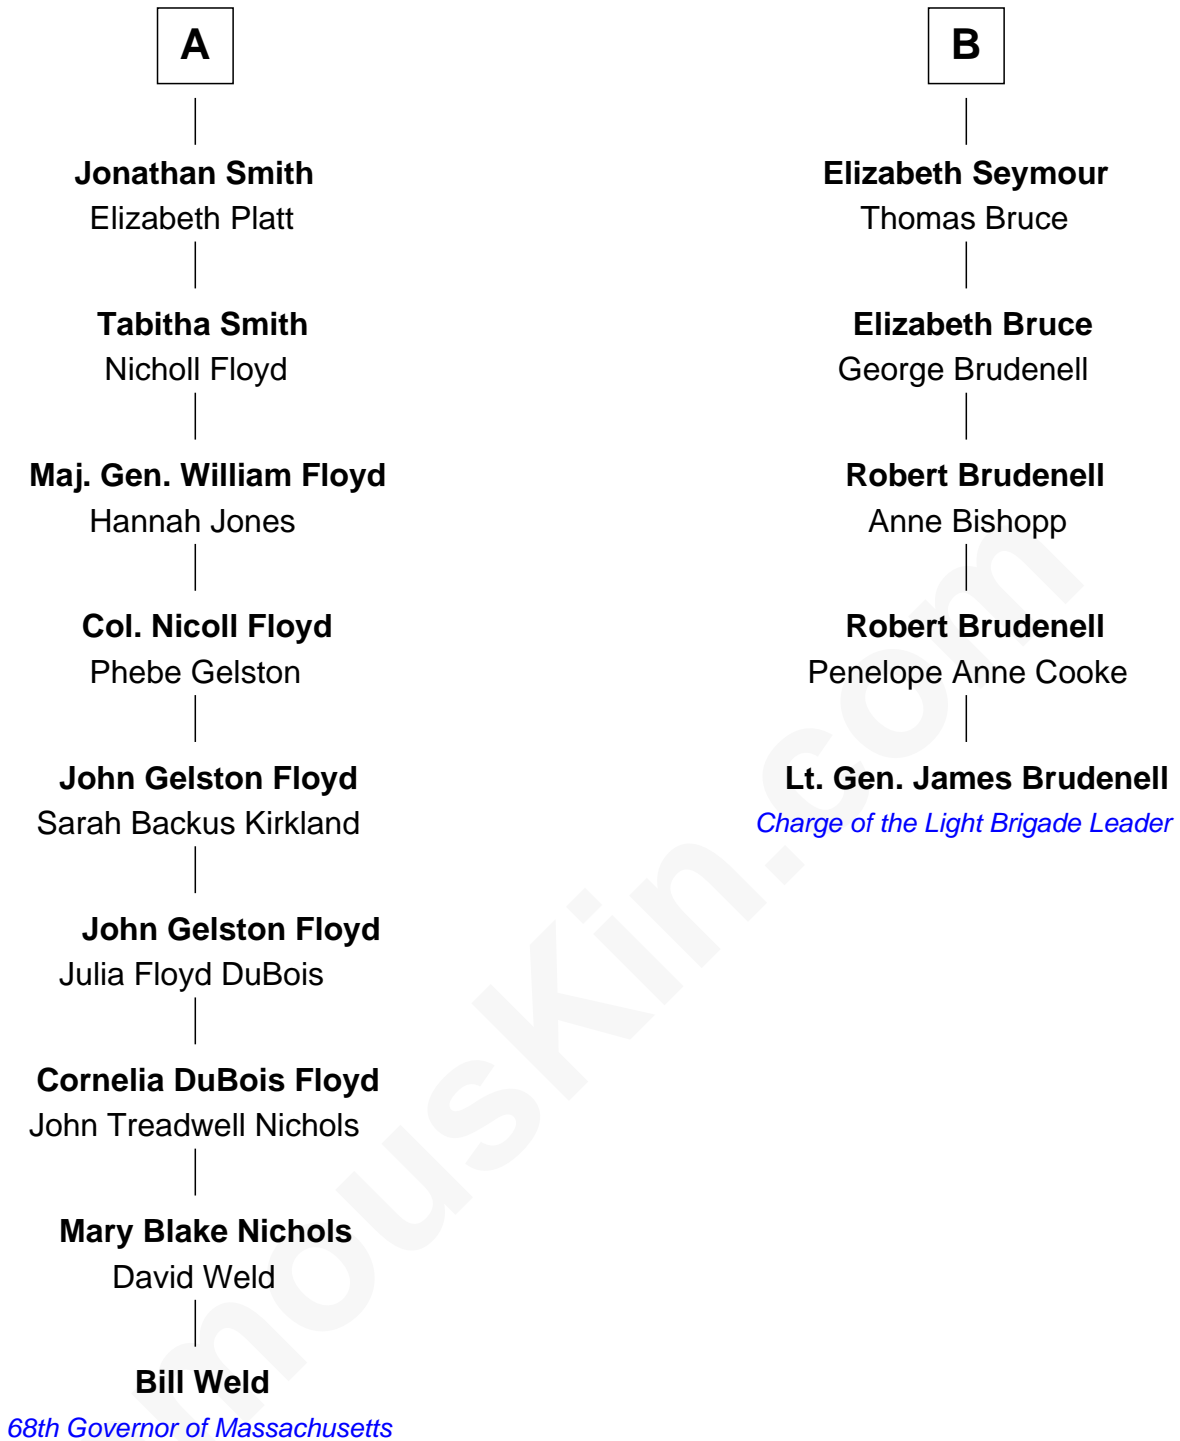 A
Jonathan Smith
Elizabeth Platt
Tabitha Smith
Nicholl Floyd
Maj. Gen. William Floyd
Hannah Jones
Col. Nicoll Floyd
Phebe Gelston
John Gelston Floyd
Sarah Backus Kirkland
John Gelston Floyd
Julia Floyd DuBois
Cornelia DuBois Floyd
John Treadwell Nichols
Mary Blake Nichols
David Weld
Bill Weld
68th Governor of Massachusetts
B
Elizabeth Seymour
Thomas Bruce
Elizabeth Bruce
George Brudenell
Robert Brudenell
Anne Bishopp
Robert Brudenell
Penelope Anne Cooke
Lt. Gen. James Brudenell
Charge of the Light Brigade Leader
mousKin.com